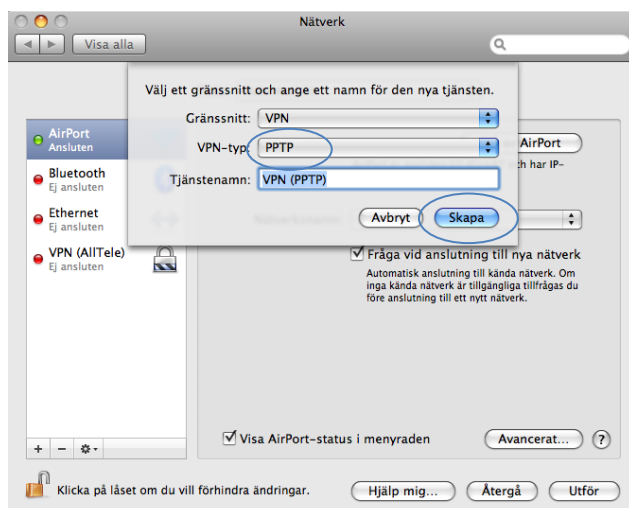 Nätverk
Visa alla
Välj ett gränssnitt och ange ett namn för den nya tjänsten.
Gränssnitt: VPN
VPN-typ: PPTP
Tjänstenamn: VPN (PPTP)
Avbryt Skapa
AirPort
Ansluten
Bluetooth
Ej ansluten
Ethernet
Ej ansluten
VPN (AllTele)
Ej ansluten
AirPort
och har IP-
Fråga vid anslutning till nya nätverk
Automatisk anslutning till kända nätverk. Om
inga kända nätverk är tillgängliga tillfrågas du
före anslutning till ett nytt nätverk.
Visa AirPort-status i menyraden
Avancerat... ?
+ −
Klicka på låset om du vill förhindra ändringar.
Hjälp mig... Återgå Utför